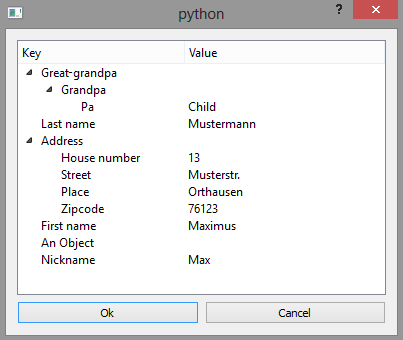 python
?
Key Value
Great-grandpa
Grandpa
Pa Child
Last name Mustermann
Address
House number 13
Street Musterstr.
Place Orthausen
Zipcode 76123
First name Maximus
An Object
Nickname Max
Ok Cancel